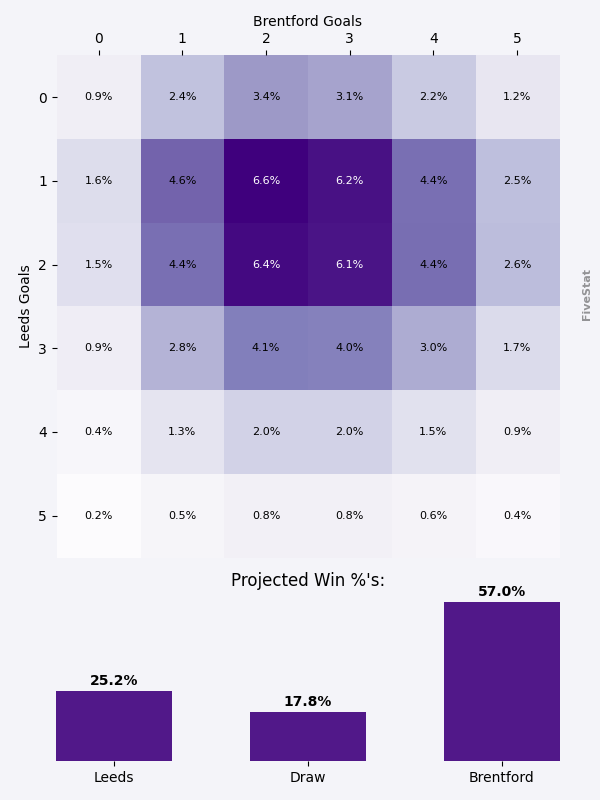 Brentford Goals
0 1 2 3 4 5
0 0.9% 2.4% 3.4% 3.1% 2.2% 1.2%
1 1.6% 4.6% 6.6% 6.2% 4.4% 2.5%
2 1.5% 4.4% 6.4% 6.1% 4.4% 2.6%
Leeds Goals
FiveStat
3 0.9% 2.8% 4.1% 4.0% 3.0% 1.7%
4 0.4% 1.3% 2.0% 2.0% 1.5% 0.9%
5 0.2% 0.5% 0.8% 0.8% 0.6% 0.4%
Projected Win %'s:
57.0%
25.2%
17.8%
Leeds Draw Brentford